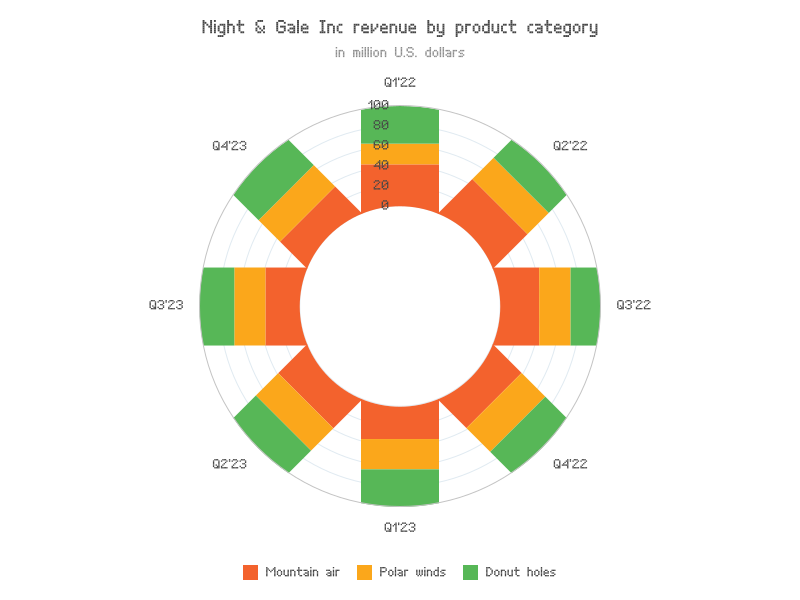 Night & Gale Inc revenue by product category
in million U.S. dollars
Q1'22
100
80
60
40
20
0
Q4'23
Q2'22
Q3'23
Q3'22
Q2'23
Q4'22
Q1'23
Mountain air
Polar winds
Donut holes